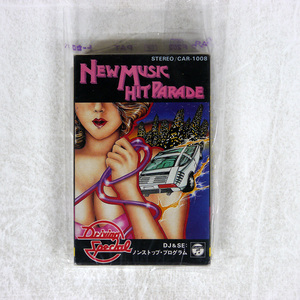 STEREO/CAR-1008
NEW MUSIC
HIT PARADE
Driving
Special
DJ & SE:
ノンストップ・プログラム